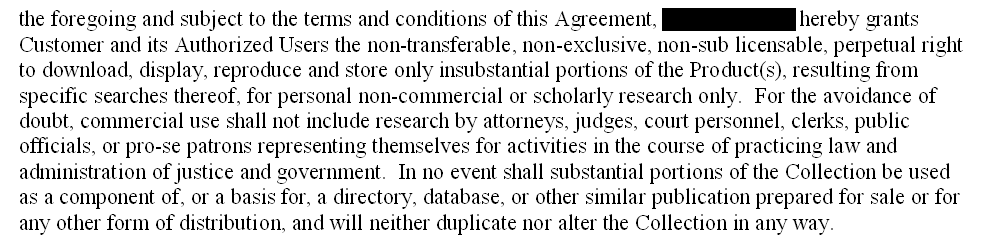 the foregoing and subject to the terms and conditions of this Agreement, hereby grants
Customer and its Authorized Users the non-transferable, non-exclusive, non-sub licensable, perpetual right
to download, display, reproduce and store only insubstantial portions of the Product(s), resulting from
specific searches thereof, for personal non-commercial or scholarly research only.  For the avoidance of
doubt, commercial use shall not include research by attorneys, judges, court personnel, clerks, public
officials, or pro-se patrons representing themselves for activities in the course of practicing law and
administration of justice and government.  In no event shall substantial portions of the Collection be used
as a component of, or a basis for, a directory, database, or other similar publication prepared for sale or for
any other form of distribution, and will neither duplicate nor alter the Collection in any way.